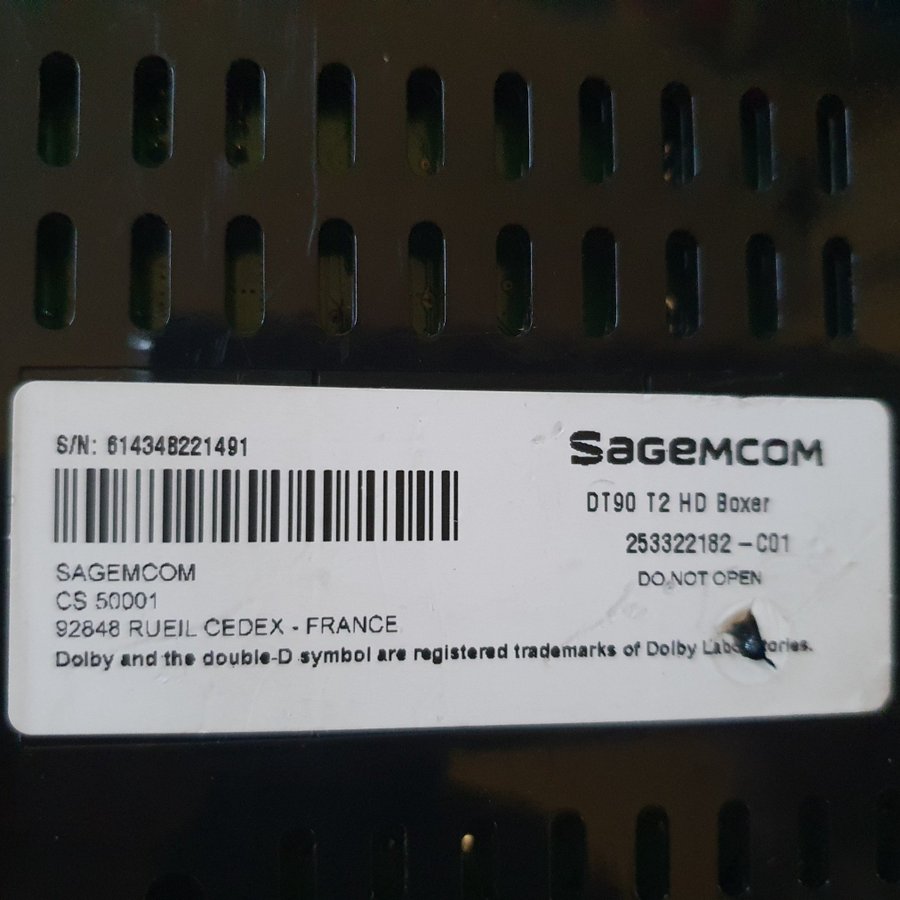 S/N: 614348221491
SAGEMCOM
DT90 T2 HD Boxer
253322182 - C01
DO NOT OPEN
SAGEMCOM
CS 50001
92848 RUEIL CEDEX - FRANCE
Dolby and the double-D symbol are registered trademarks of Dolby